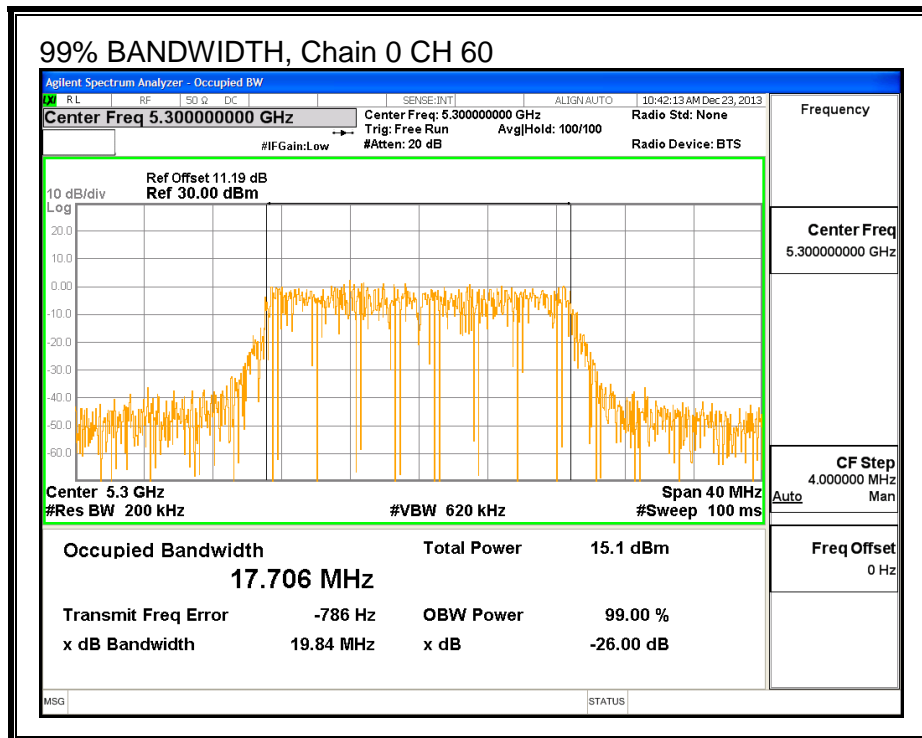 99% BANDWIDTH, Chain 0 CH 60
Agilent Spectrum Analyzer - Occupied BW
LXI RL RF 50 Ω DC SENSE:INT ALIGN AUTO 10:42:13 AM Dec 23, 2013
Center Freq 5.300000000 GHz
Center Freq: 5.300000000 GHz Radio Std: None
Trig: Free Run Avg|Hold: 100/100
#IFGain:Low #Atten: 20 dB Radio Device: BTS
Ref Offset 11.19 dB
10 dB/div Ref 30.00 dBm
Log
20.0
10.0
0.00
-10.0
-20.0
-30.0
-40.0
-50.0
-60.0
Center 5.3 GHz Span 40 MHz
#Res BW 200 kHz #VBW 620 kHz #Sweep 100 ms
Occupied Bandwidth Total Power 15.1 dBm
17.706 MHz
Transmit Freq Error -786 Hz OBW Power 99.00 %
x dB Bandwidth 19.84 MHz x dB -26.00 dB
MSG STATUS
Frequency
Center Freq
5.300000000 GHz
CF Step
4.000000 MHz
Auto Man
Freq Offset
0 Hz